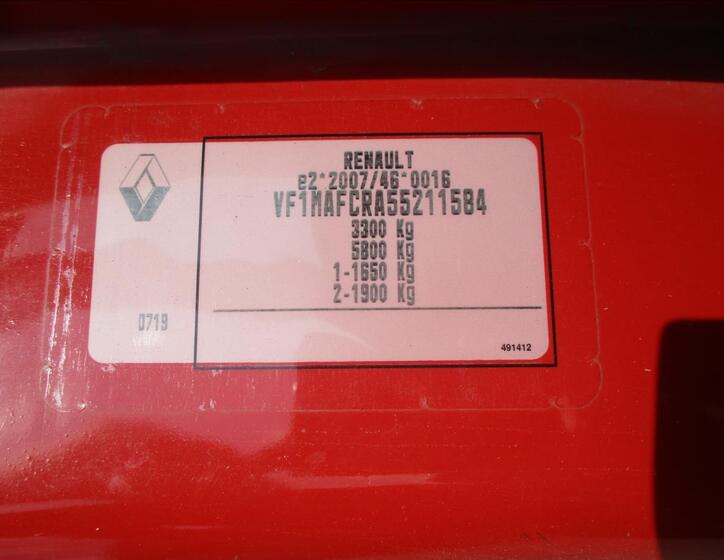 RENAULT
e2*2007/46*0016
VF1MAFCRA55211584
3300 Kg
5800 Kg
1-1650 Kg
2-1900 Kg
0719
491412